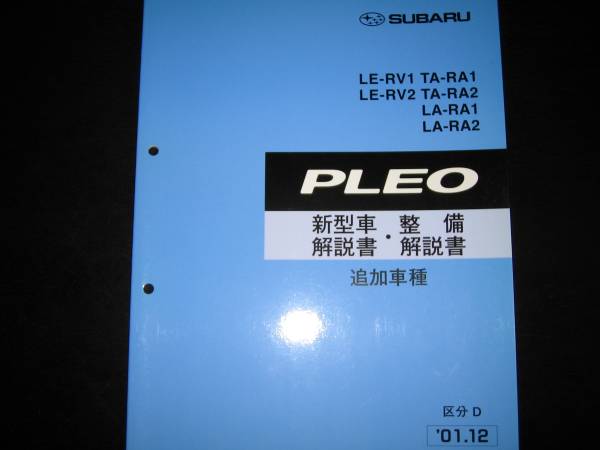 SUBARU
LE-RV1 TA-RA1
LE-RV2 TA-RA2
LA-RA1
LA-RA2
PLEO
新型車 整備
解説書・解説書
追加車種
区分 D
'01.12